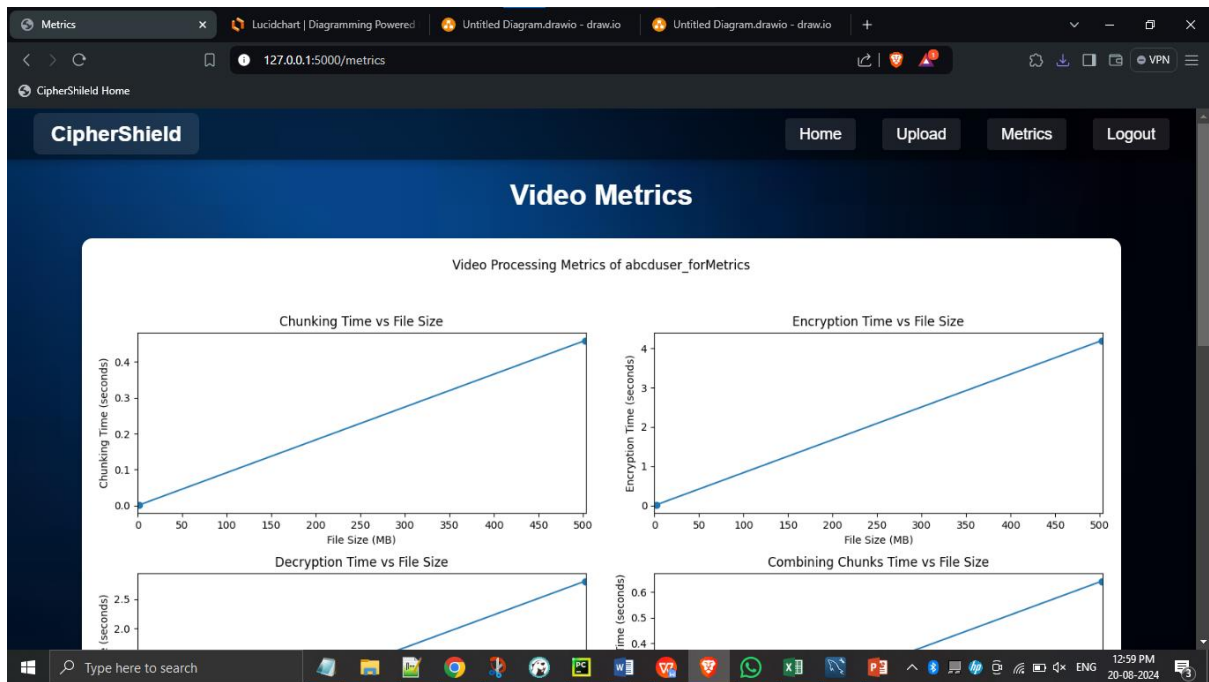 Metrics
Lucidchart | Diagramming Powered
Untitled Diagram.drawio - draw.io
Untitled Diagram.drawio - draw.io
127.0.0.1:5000/metrics
VPN
CipherShileld Home
CipherShield
Home
Upload
Metrics
Logout
Video Metrics
Video Processing Metrics of abcduser_forMetrics
Chunking Time vs File Size
Chunking Time (seconds)
0.4
0.3
0.2
0.1
0.0
0 50 100 150 200 250 300 350 400 450 500
File Size (MB)
Encryption Time vs File Size
Encryption Time (seconds)
4
3
2
1
0
0 50 100 150 200 250 300 350 400 450 500
File Size (MB)
Decryption Time vs File Size
(seconds)
2.5
2.0
Combining Chunks Time vs File Size
Time (seconds)
0.6
0.5
0.4
Type here to search
ENG
12:59 PM
20-08-2024
3